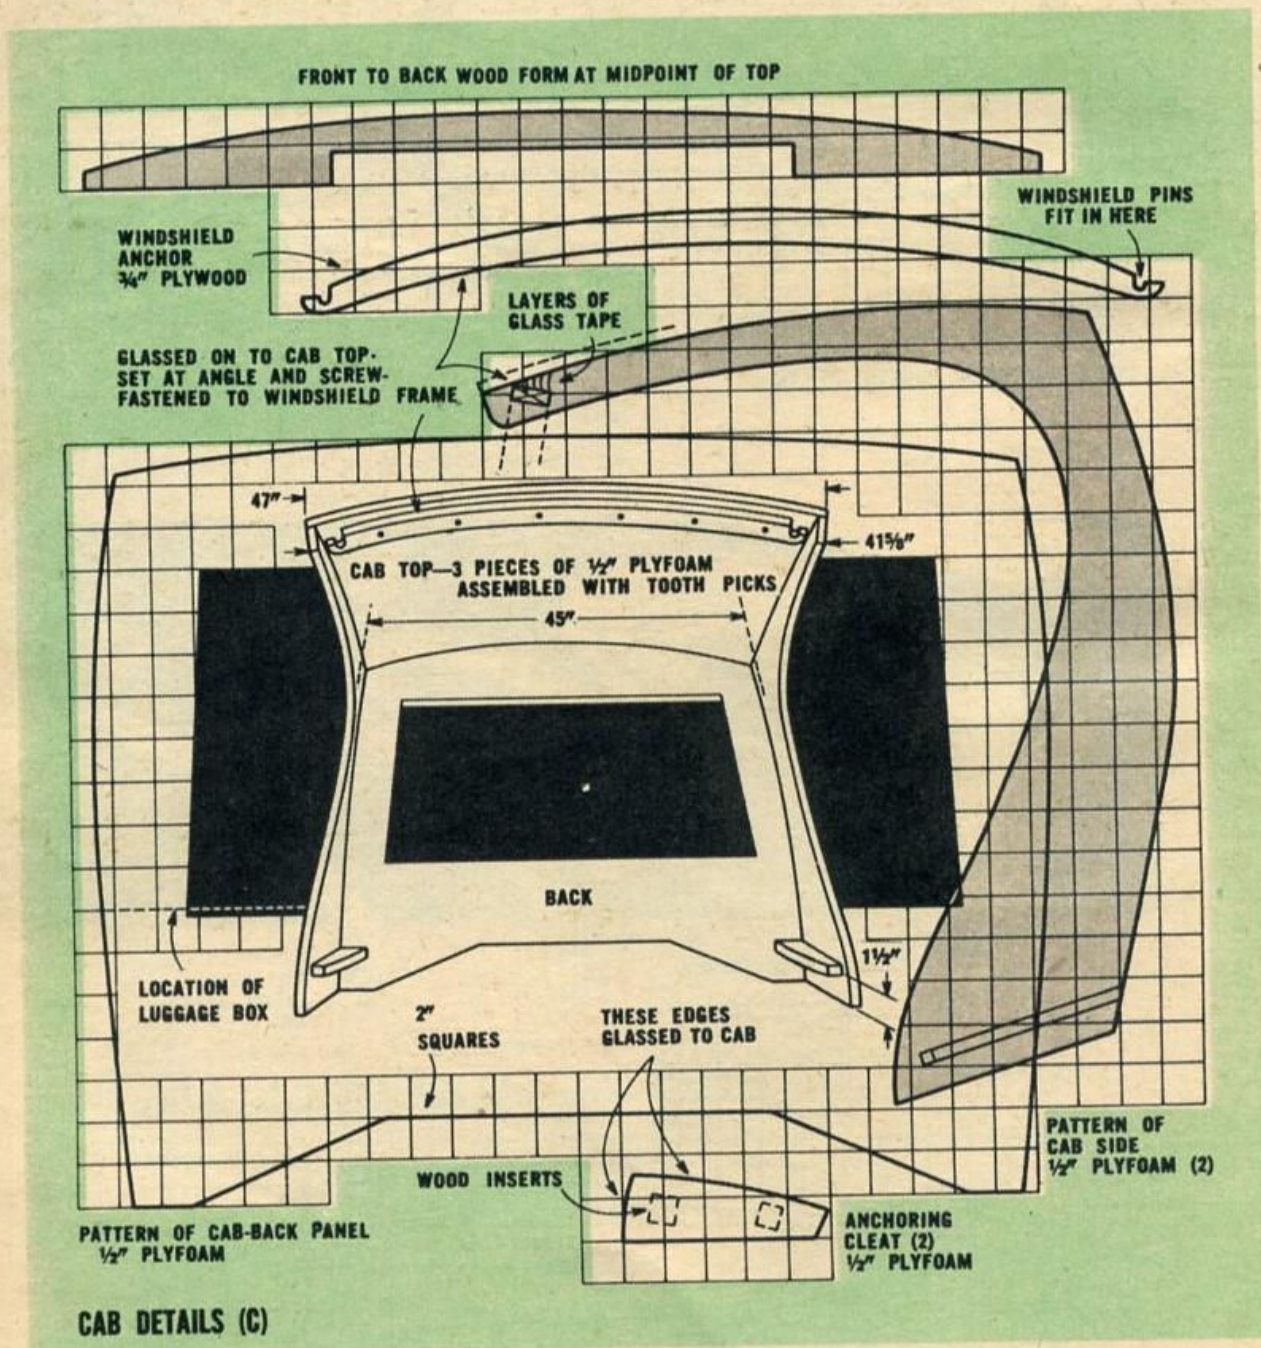 FRONT TO BACK WOOD FORM AT MIDPOINT OF TOP
WINDSHIELD PINS
FIT IN HERE
WINDSHIELD
ANCHOR
¾" PLYWOOD
LAYERS OF
GLASS TAPE
GLASSED ON TO CAB TOP-
SET AT ANGLE AND SCREW-
FASTENED TO WINDSHIELD FRAME
47"
41⅝"
CAB TOP—3 PIECES OF ½" PLYFOAM
ASSEMBLED WITH TOOTH PICKS
45"
BACK
1½"
LOCATION OF
LUGGAGE BOX
2"
SQUARES
THESE EDGES
GLASSED TO CAB
PATTERN OF
CAB SIDE
½" PLYFOAM (2)
WOOD INSERTS
PATTERN OF CAB-BACK PANEL
½" PLYFOAM
ANCHORING
CLEAT (2)
½" PLYFOAM
CAB DETAILS (C)